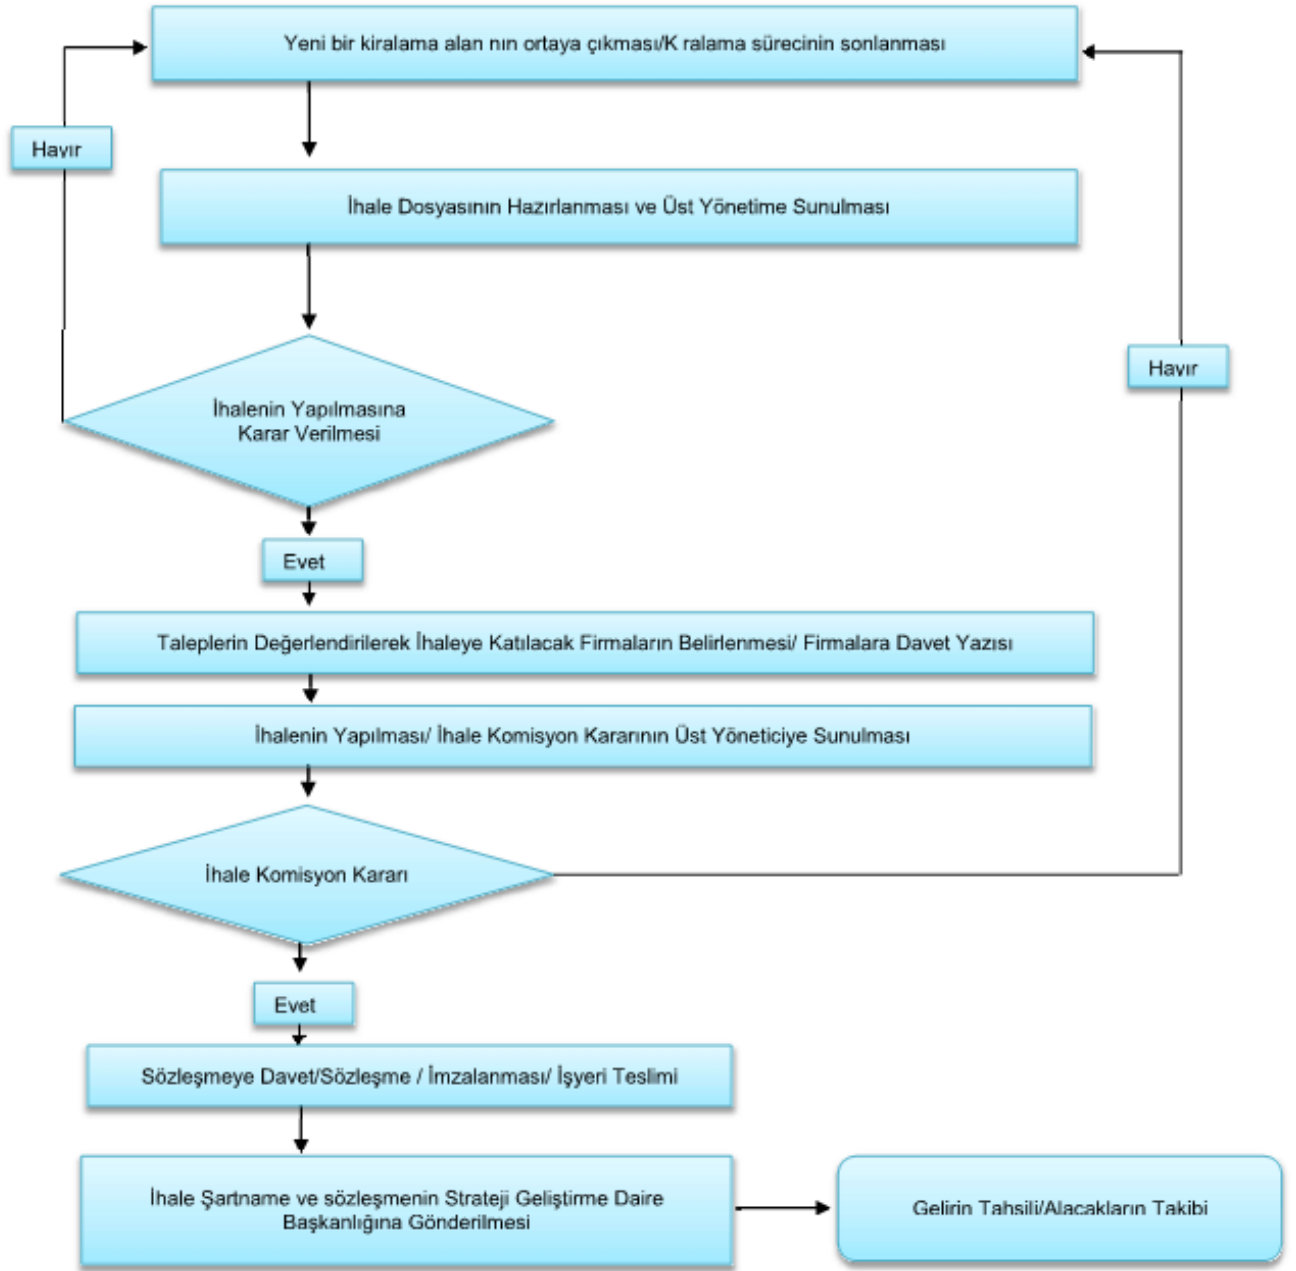 Yeni bir kiralama alan nın ortaya çıkması/K ralama sürecinin sonlanması
Hayır
İhale Dosyasının Hazırlanması ve Üst Yönetime Sunulması
Hayır
İhalenin Yapılmasına
Karar Verilmesi
Evet
Taleplerin Değerlendirilerek İhaleye Katılacak Firmaların Belirlenmesi/ Firmalara Davet Yazısı
İhalenin Yapılması/ İhale Komisyon Kararının Üst Yöneticiye Sunulması
İhale Komisyon Kararı
Evet
Sözleşmeye Davet/Sözleşme / İmzalanması/ İşyeri Teslimi
İhale Şartname ve sözleşmenin Strateji Geliştirme Daire
Başkanlığına Gönderilmesi
Gelirin Tahsili/Alacakların Takibi